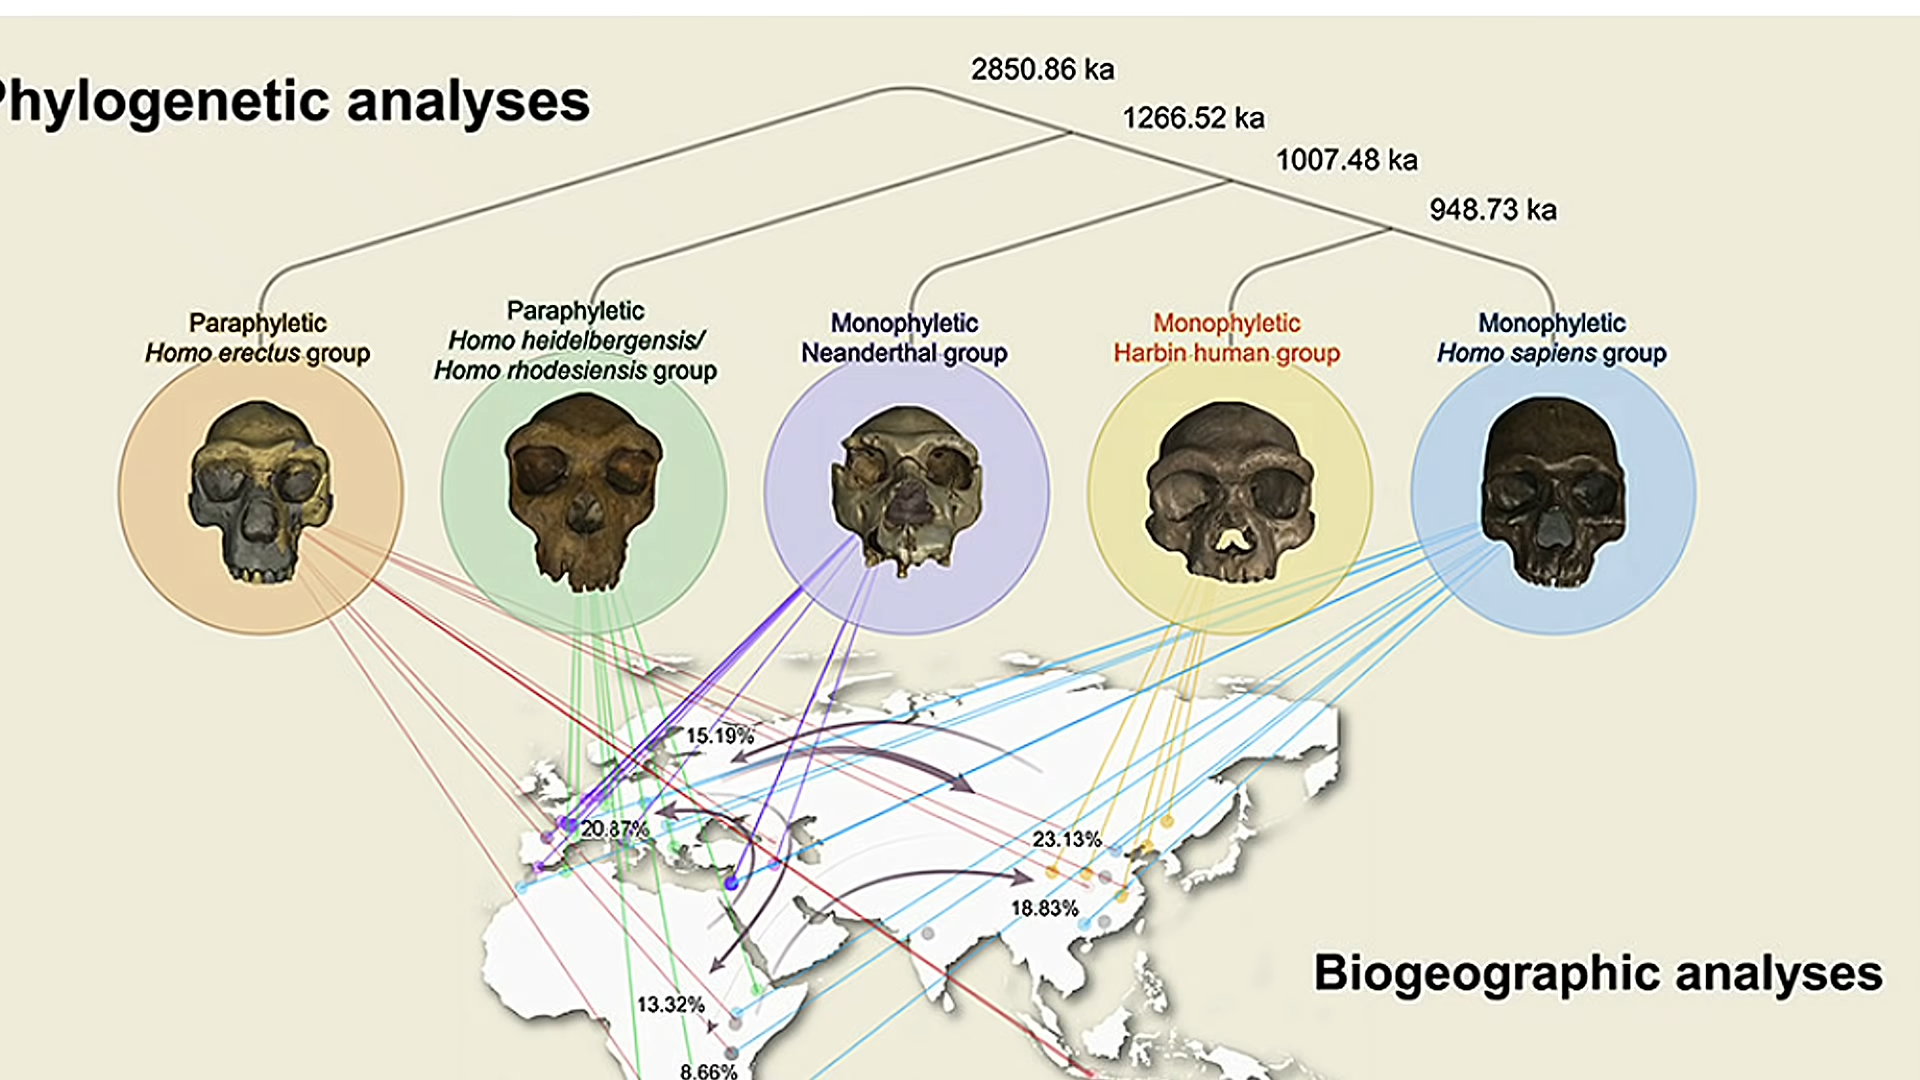 Phylogenetic analyses
2850.86 ka
1266.52 ka
1007.48 ka
948.73 ka
Paraphyletic
Homo erectus group
Paraphyletic
Homo heidelbergensis/
Homo rhodesiensis group
Monophyletic
Neanderthal group
Monophyletic
Harbin human group
Monophyletic
Homo sapiens group
15.19%
20.87%
23.13%
18.83%
13.32%
8.66%
Biogeographic analyses